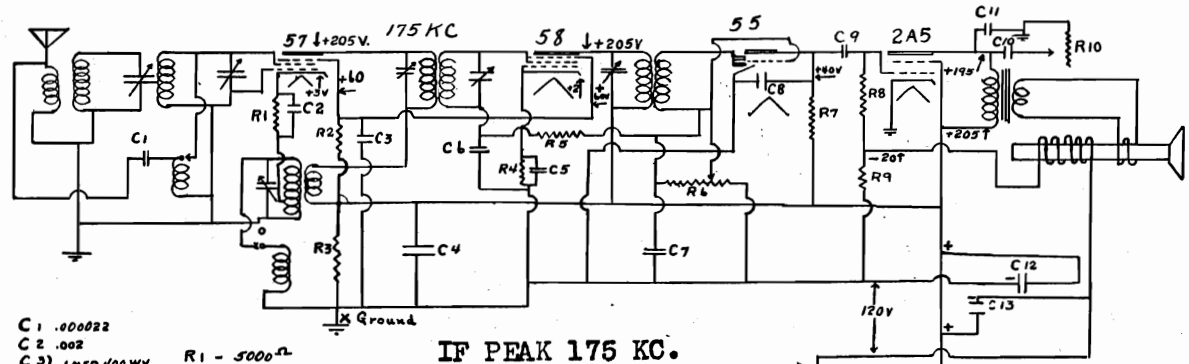 57 ↓+205V.
175 KC
58 ↓+205V
55
C9
2A5
C11
C10
R10
+60
+3V
C2
R1
R2
C3
C6
R5
R4
C5
C8
+40V
R7
R8
+195
+205↑
-20↑
R9
C1
R6
R3
C4
C7
+
C12
-
C13
+
120V
X Ground
C1 .000022
C2 .002
R1 - 5000Ω
IF PEAK 175 KC.